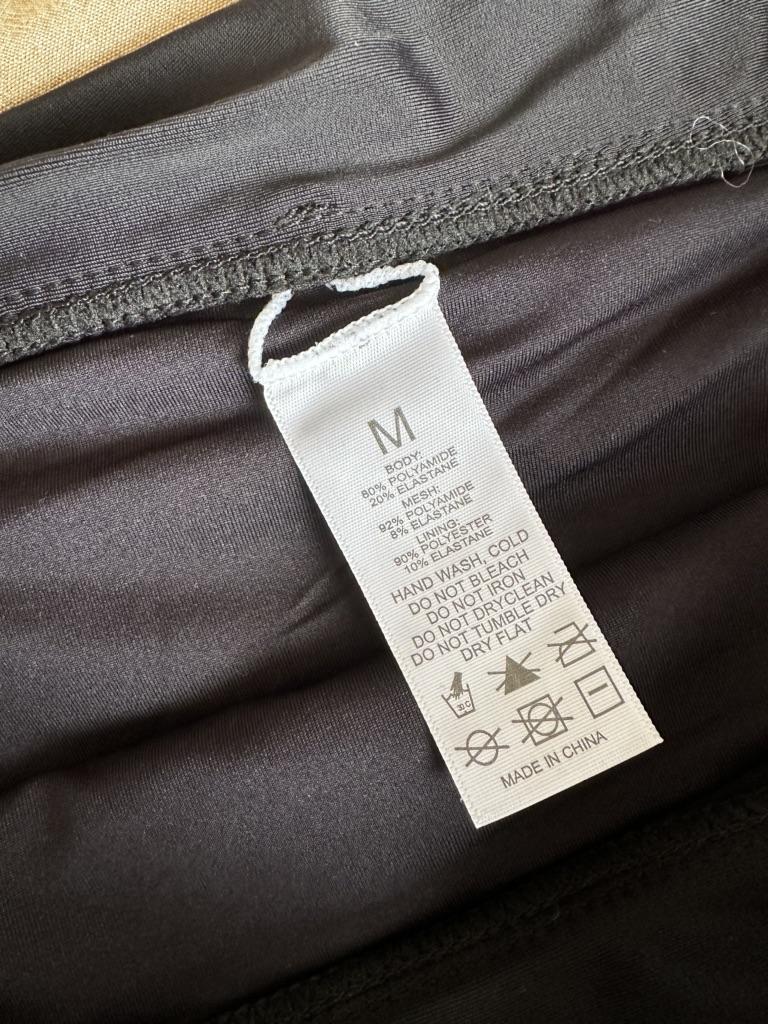 M
BODY:
80% POLYAMIDE
20% ELASTANE
MESH:
92% POLYAMIDE
8% ELASTANE
LINING:
90% POLYESTER
10% ELASTANE
HAND WASH, COLD
DO NOT BLEACH
DO NOT IRON
DO NOT DRYCLEAN
DO NOT TUMBLE DRY
DRY FLAT
30 C
MADE IN CHINA